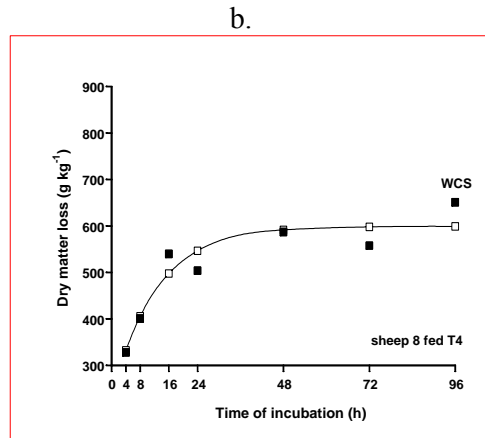 b.
900
800
700
600
500
400
300
Dry matter loss (g kg⁻¹)
WCS
sheep 8 fed T4
0 4 8 16 24 48 72 96
Time of incubation (h)